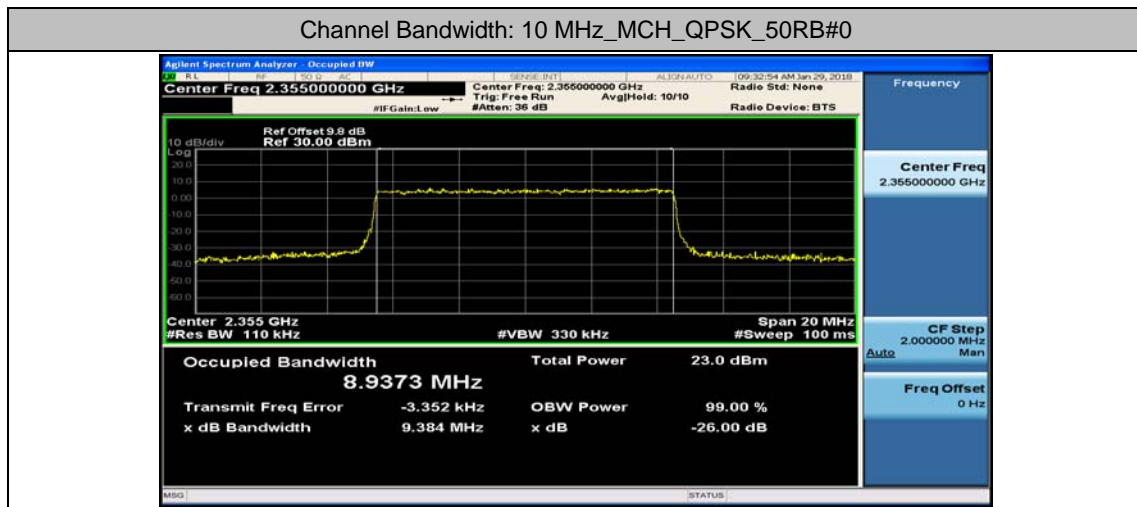 Channel Bandwidth: 10 MHz_MCH_QPSK_50RB#0
Agilent Spectrum Analyzer - Occupied BW
RL RF 50 Ω AC SENSE:INT ALIGN AUTO 09:32:54 AM Jan 29, 2018
Center Freq 2.355000000 GHz
Center Freq: 2.355000000 GHz
Radio Std: None
Trig: Free Run Avg|Hold: 10/10
#IFGain:Low #Atten: 36 dB Radio Device: BTS
Frequency
Ref Offset 9.8 dB
10 dB/div Ref 30.00 dBm
Log
20.0
10.0
0.00
-10.0
-20.0
-30.0
-40.0
-50.0
-60.0
Center 2.355 GHz Span 20 MHz
#Res BW 110 kHz #VBW 330 kHz #Sweep 100 ms
Occupied Bandwidth Total Power 23.0 dBm
8.9373 MHz
Transmit Freq Error -3.352 kHz OBW Power 99.00 %
x dB Bandwidth 9.384 MHz x dB -26.00 dB
Center Freq
2.355000000 GHz
CF Step
2.000000 MHz
Auto Man
Freq Offset
0 Hz
MSG STATUS